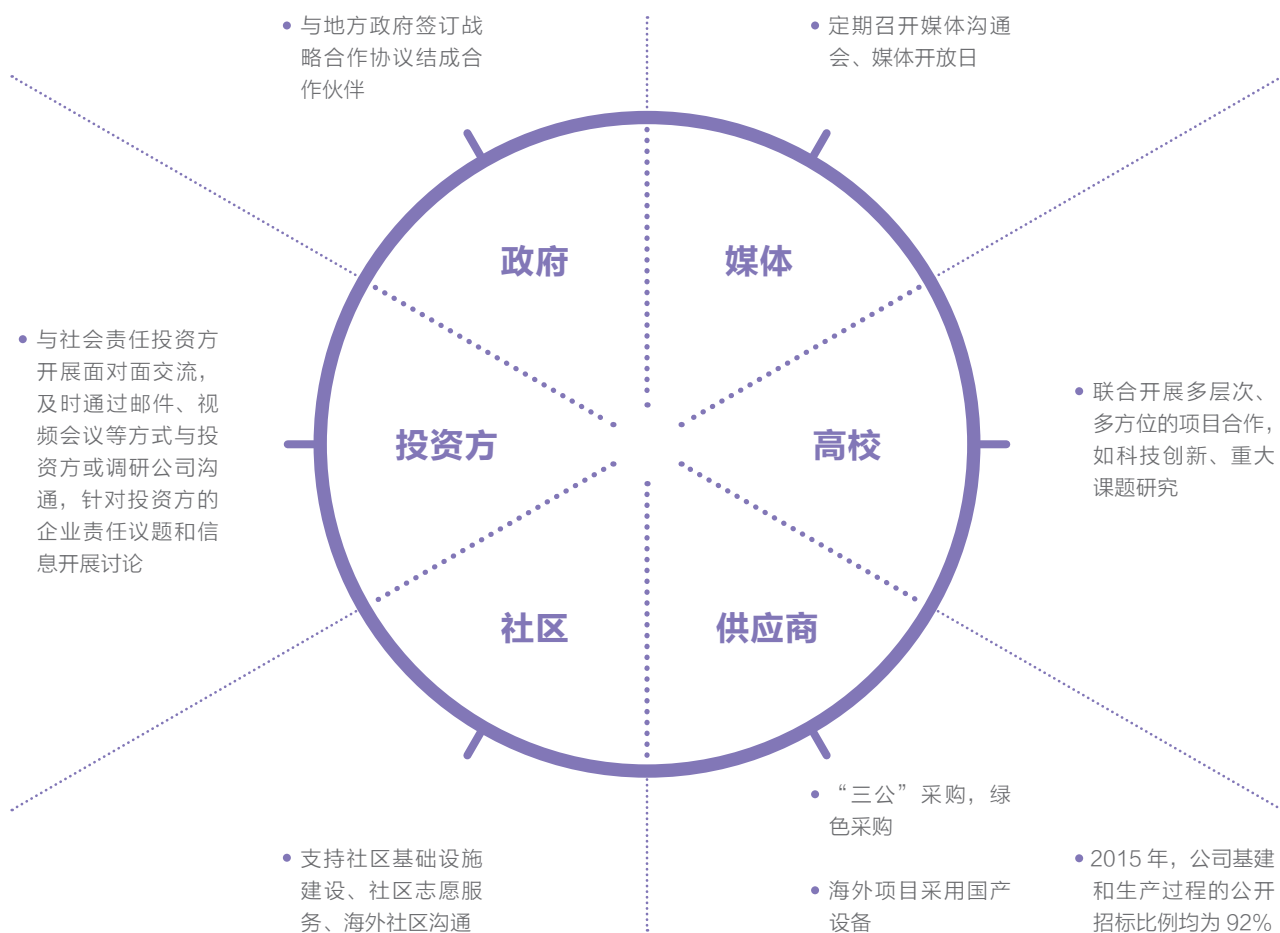 与地方政府签订战
略合作协议结成合
作伙伴
定期召开媒体沟通
会、媒体开放日
政府
媒体
与社会责任投资方
开展面对面交流，
及时通过邮件、视
频会议等方式与投
资方或调研公司沟
通，针对投资方的
企业责任议题和信
息开展讨论
投资方
高校
联合开展多层次、
多方位的项目合作，
如科技创新、重大
课题研究
社区
供应商
支持社区基础设施
建设、社区志愿服
务、海外社区沟通
“三公”采购，绿
色采购
海外项目采用国产
设备
2015 年，公司基建
和生产过程的公开
招标比例均为 92%